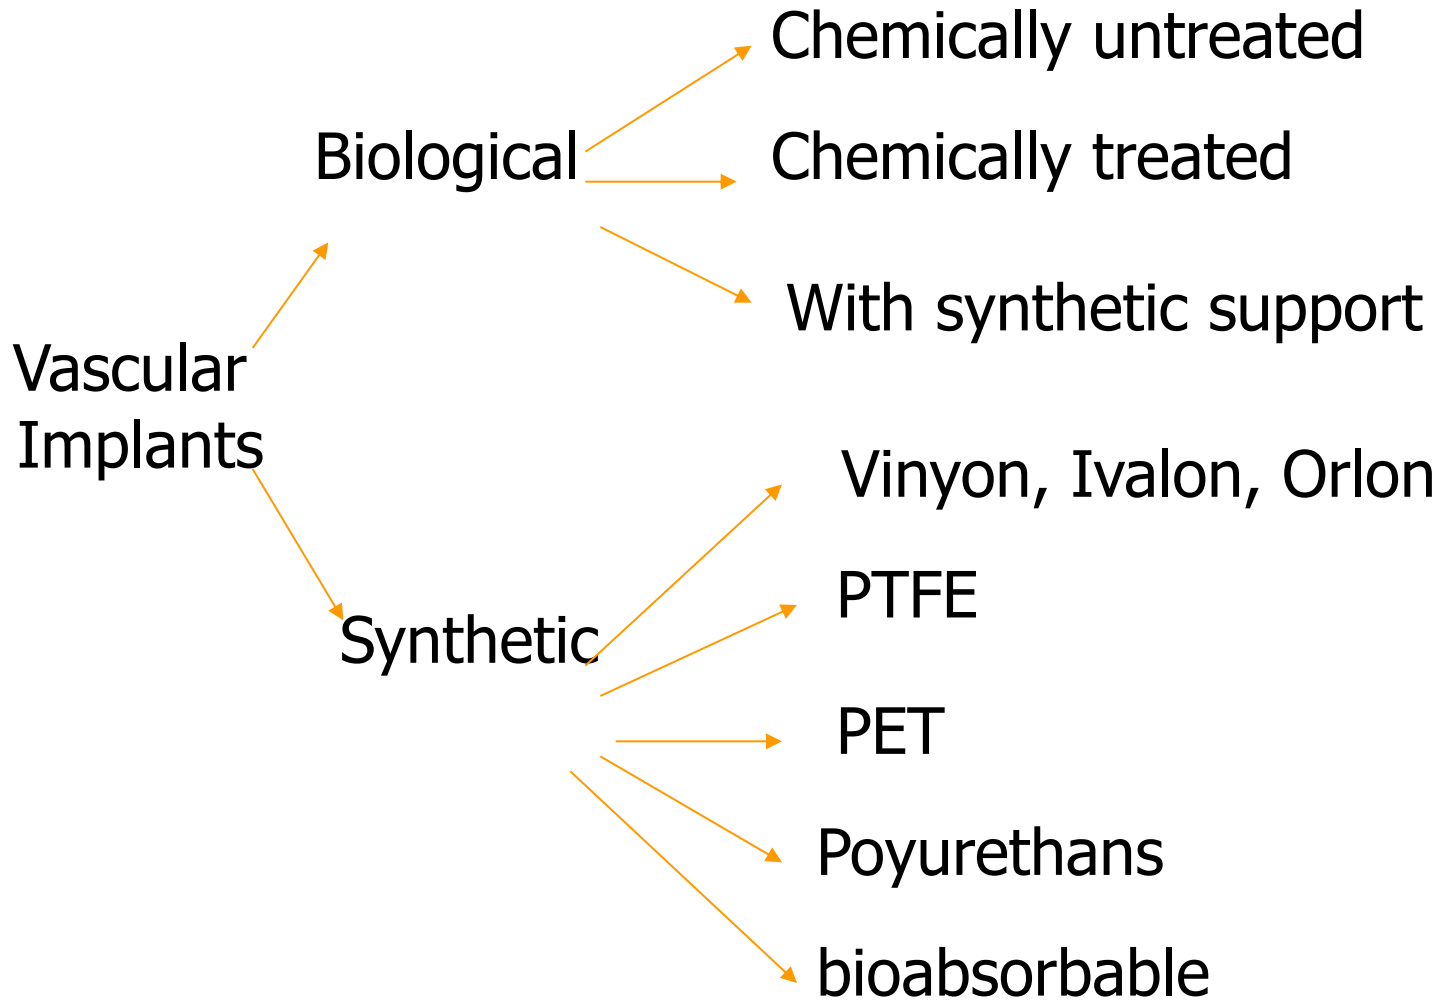 Chemically untreated
Biological
Chemically treated
With synthetic support
Vascular
Implants
Vinyon, Ivalon, Orlon
PTFE
Synthetic
PET
Poyurethans
bioabsorbable